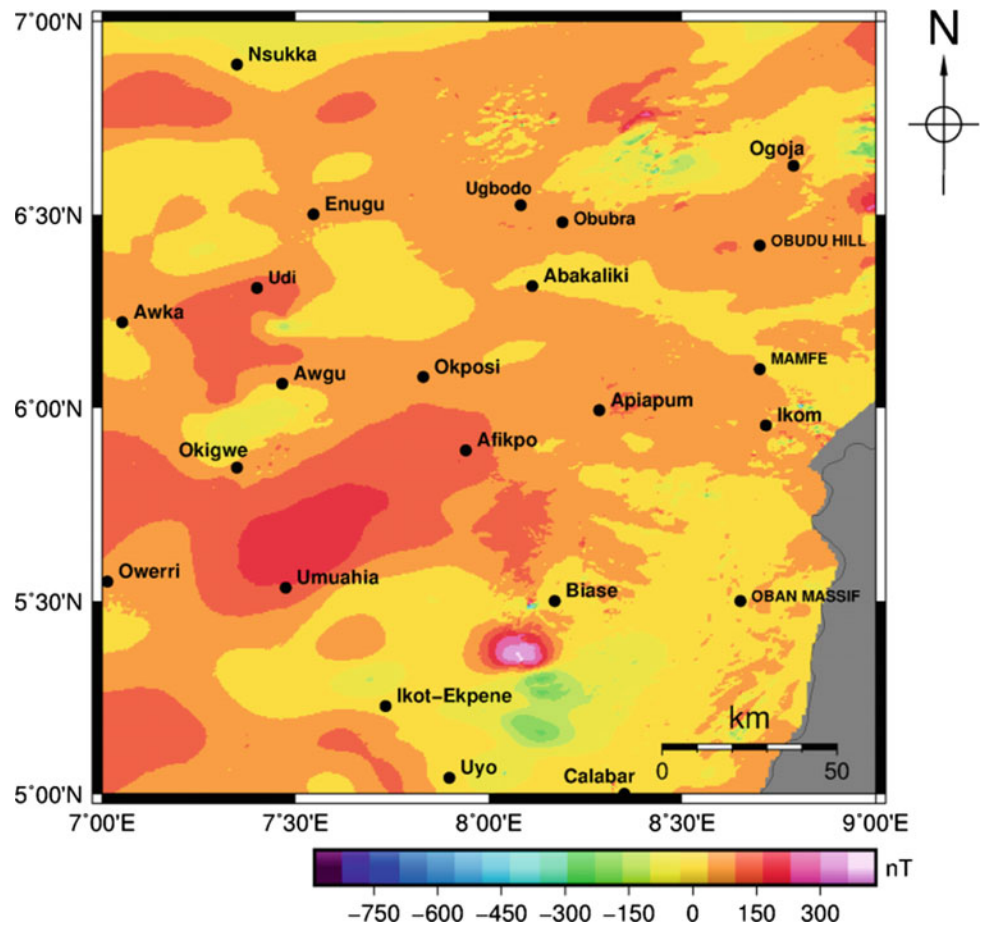 7°00'N
N
Nsukka
Ogoja
Ugbodo
6°30'N
Enugu
Obubra
OBUDU HILL
Abakaliki
Udi
Awka
MAMFE
Okposi
Awgu
Apiapum
6°00'N
Ikom
Afikpo
Okigwe
Owerri
Umuahia
Biase
OBAN MASSIF
5°30'N
Ikot-Ekpene
km
0 50
Uyo
Calabar
5°00'N
7°00'E 7°30'E 8°00'E 8°30'E 9°00'E
nT
−750 −600 −450 −300 −150 0 150 300